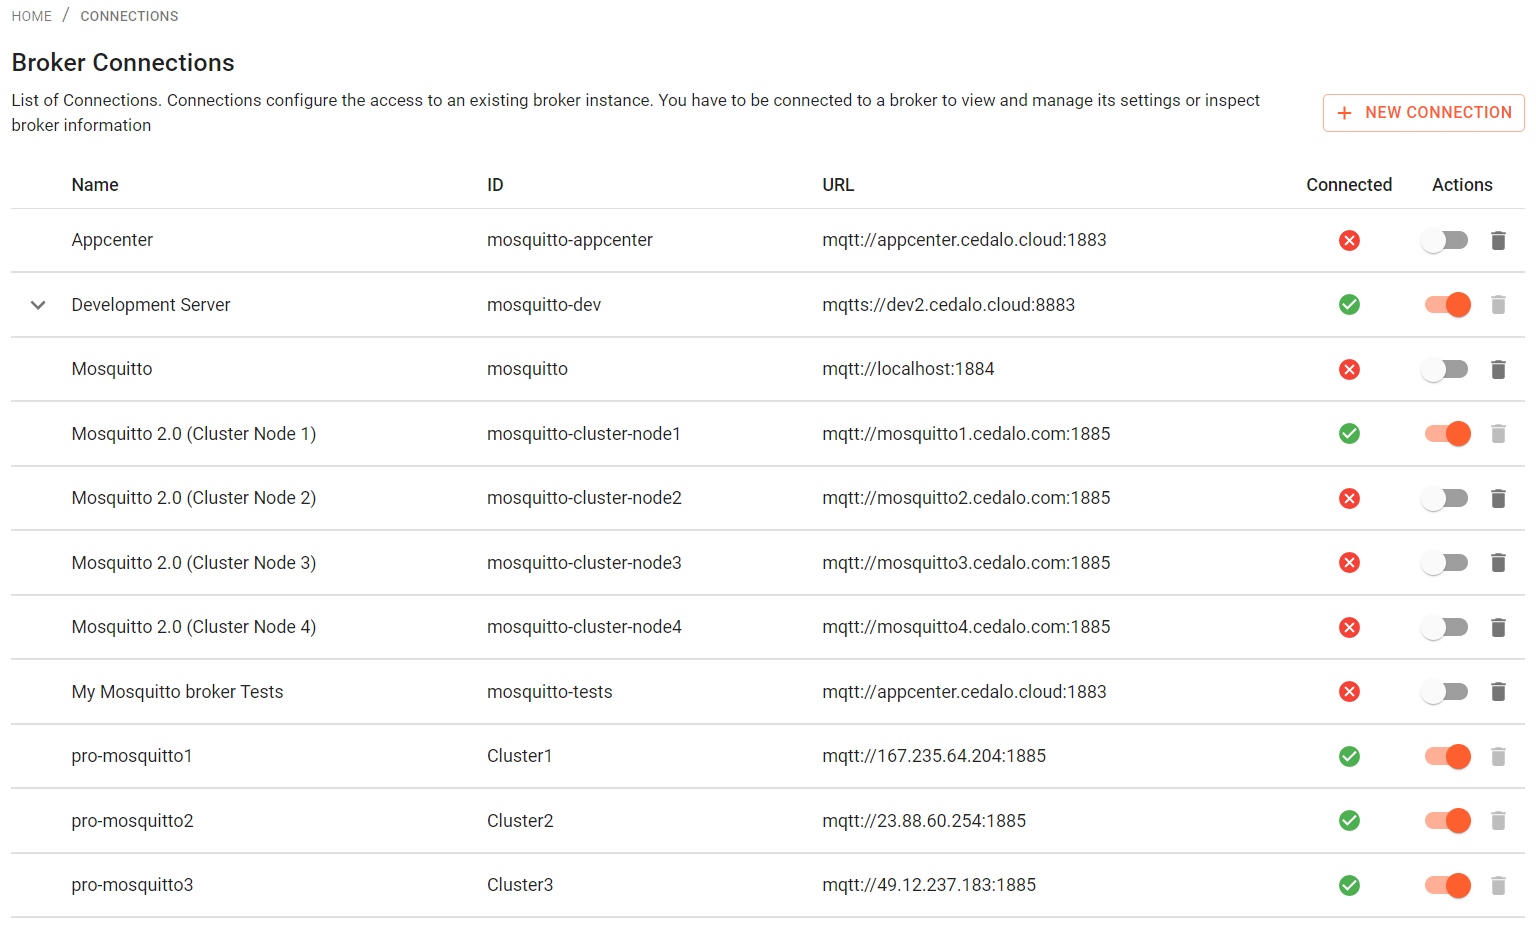 HOME / CONNECTIONS
Broker Connections
List of Connections. Connections configure the access to an existing broker instance. You have to be connected to a broker to view and manage its settings or inspect
broker information
+ NEW CONNECTION
Name ID URL Connected Actions
Appcenter mosquitto-appcenter mqtt://appcenter.cedalo.cloud:1883
Development Server mosquitto-dev mqtts://dev2.cedalo.cloud:8883
Mosquitto mosquitto mqtt://localhost:1884
Mosquitto 2.0 (Cluster Node 1) mosquitto-cluster-node1 mqtt://mosquitto1.cedalo.com:1885
Mosquitto 2.0 (Cluster Node 2) mosquitto-cluster-node2 mqtt://mosquitto2.cedalo.com:1885
Mosquitto 2.0 (Cluster Node 3) mosquitto-cluster-node3 mqtt://mosquitto3.cedalo.com:1885
Mosquitto 2.0 (Cluster Node 4) mosquitto-cluster-node4 mqtt://mosquitto4.cedalo.com:1885
My Mosquitto broker Tests mosquitto-tests mqtt://appcenter.cedalo.cloud:1883
pro-mosquitto1 Cluster1 mqtt://167.235.64.204:1885
pro-mosquitto2 Cluster2 mqtt://23.88.60.254:1885
pro-mosquitto3 Cluster3 mqtt://49.12.237.183:1885